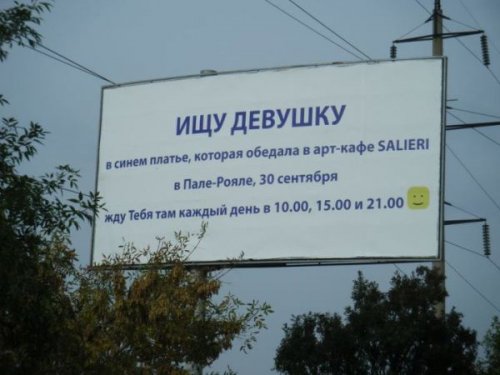 ИЩУ ДЕВУШКУ
в синем платье, которая обедала в арт-кафе SALIERI
в Пале-Рояле, 30 сентября
жду Тебя там каждый день в 10.00, 15.00 и 21.00